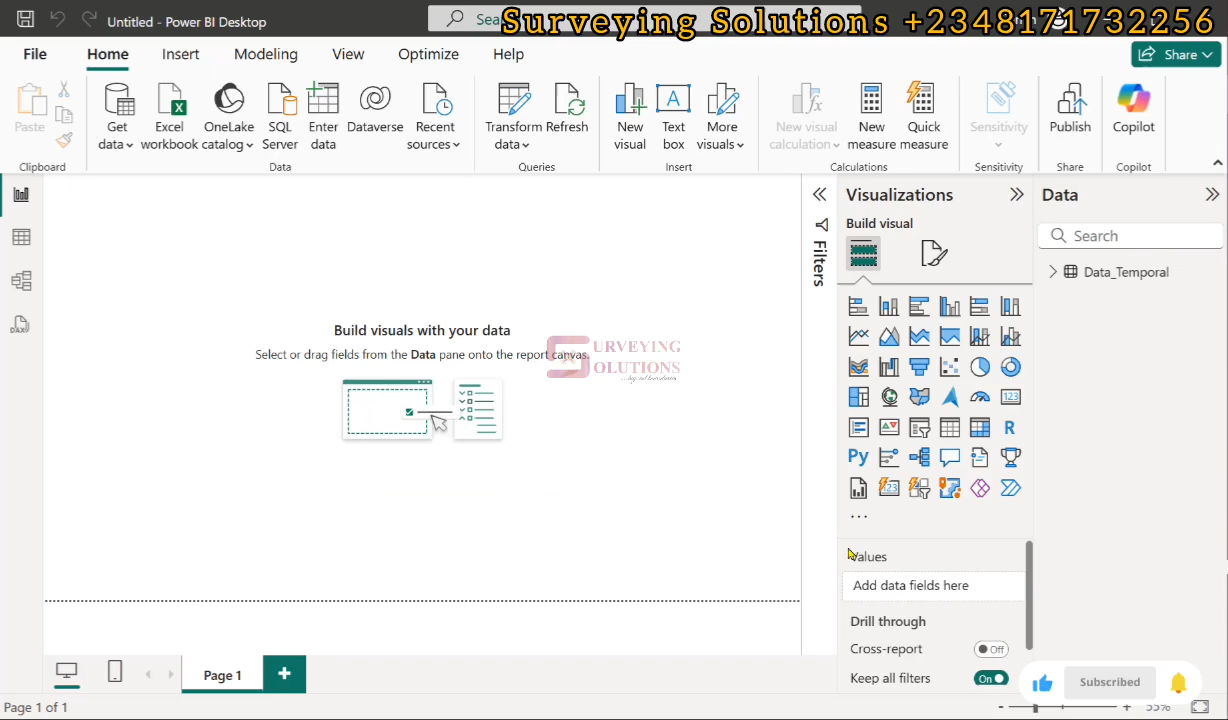 Untitled - Power BI Desktop
Surveying Solutions +2348171732256
File
Home
Insert
Modeling
View
Optimize
Help
Share
Paste
Get data
Excel workbook
OneLake catalog
SQL Server
Enter data
Dataverse
Recent sources
Transform data
Refresh
New visual
Text box
More visuals
New visual calculation
New measure
Quick measure
Sensitivity
Publish
Copilot
Clipboard
Data
Queries
Insert
Calculations
Sensitivity
Share
Copilot
Visualizations
Data
Build visual
Search
Filters
Data_Temporal
Build visuals with your data
Select or drag fields from the Data pane onto the report canvas.
SURVEYING
SOLUTIONS
123
R
Py
123
DAX
Values
Add data fields here
Drill through
Cross-report
Off
Keep all filters
On
Subscribed
Page 1
Page 1 of 1
55%